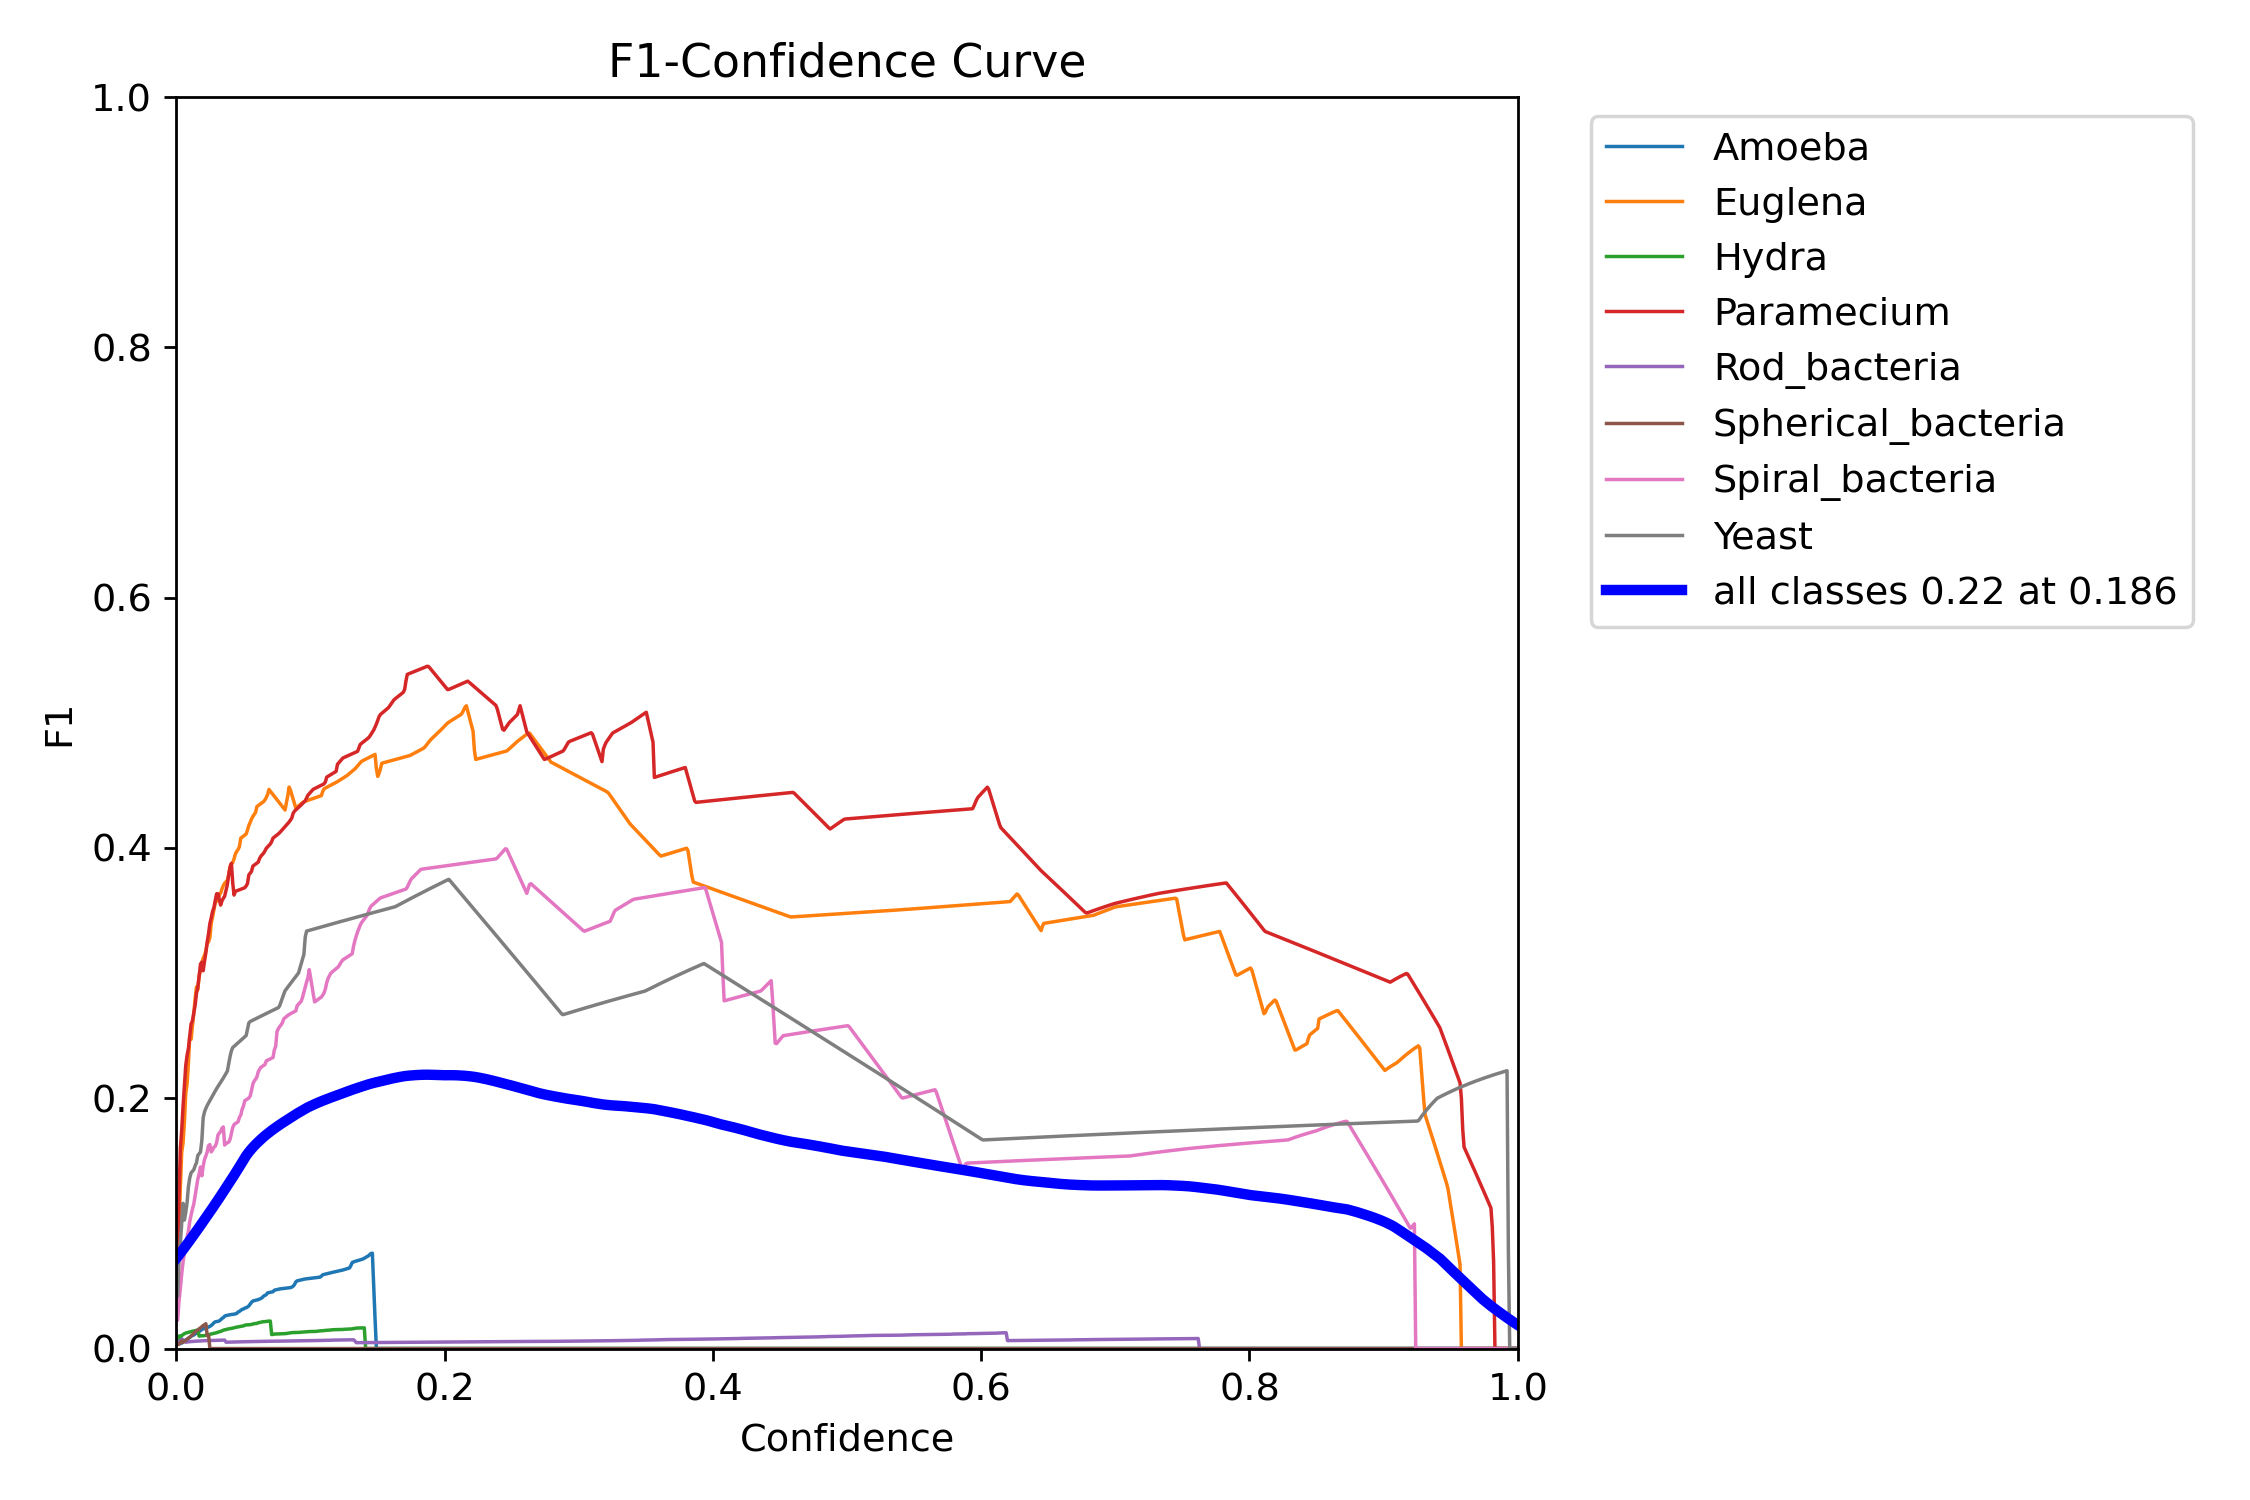 F1-Confidence Curve
1.0
0.8
0.6
0.4
0.2
0.0
F1
0.0 0.2 0.4 0.6 0.8 1.0
Confidence
Amoeba
Euglena
Hydra
Paramecium
Rod_bacteria
Spherical_bacteria
Spiral_bacteria
Yeast
all classes 0.22 at 0.186